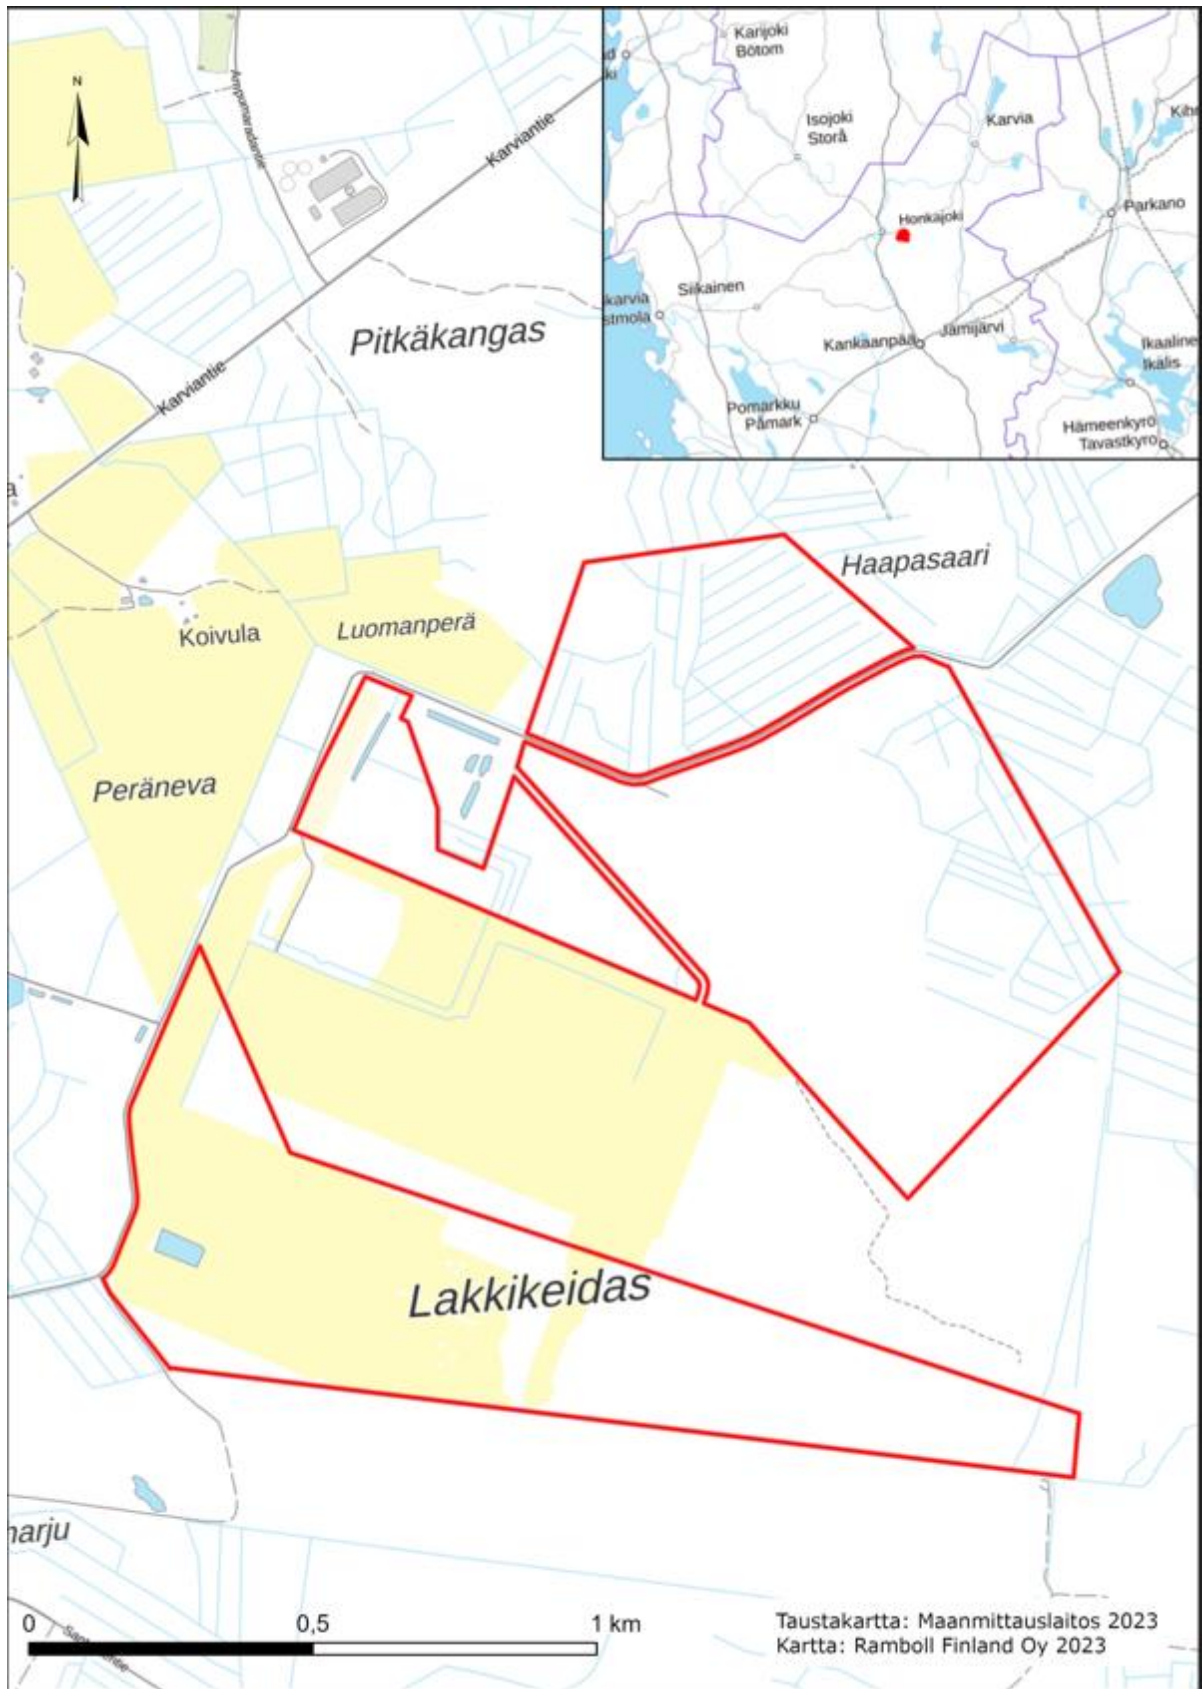 N
Ampumaradantie
Karviantie
Pitkäkangas
Karviantie
Karijoki
Bötom
Isojoki
Storå
Karvia
Parkano
Honkajoki
Siikainen
Kankaanpää
Jämijärvi
Pomarkku
Påmark
Hämeenkyrö
Tavastkyro
Haapasaari
Koivula
Luomanperä
Peräneva
Lakkikeidas
0
0,5
1 km
Taustakartta: Maanmittauslaitos 2023
Kartta: Ramboll Finland Oy 2023